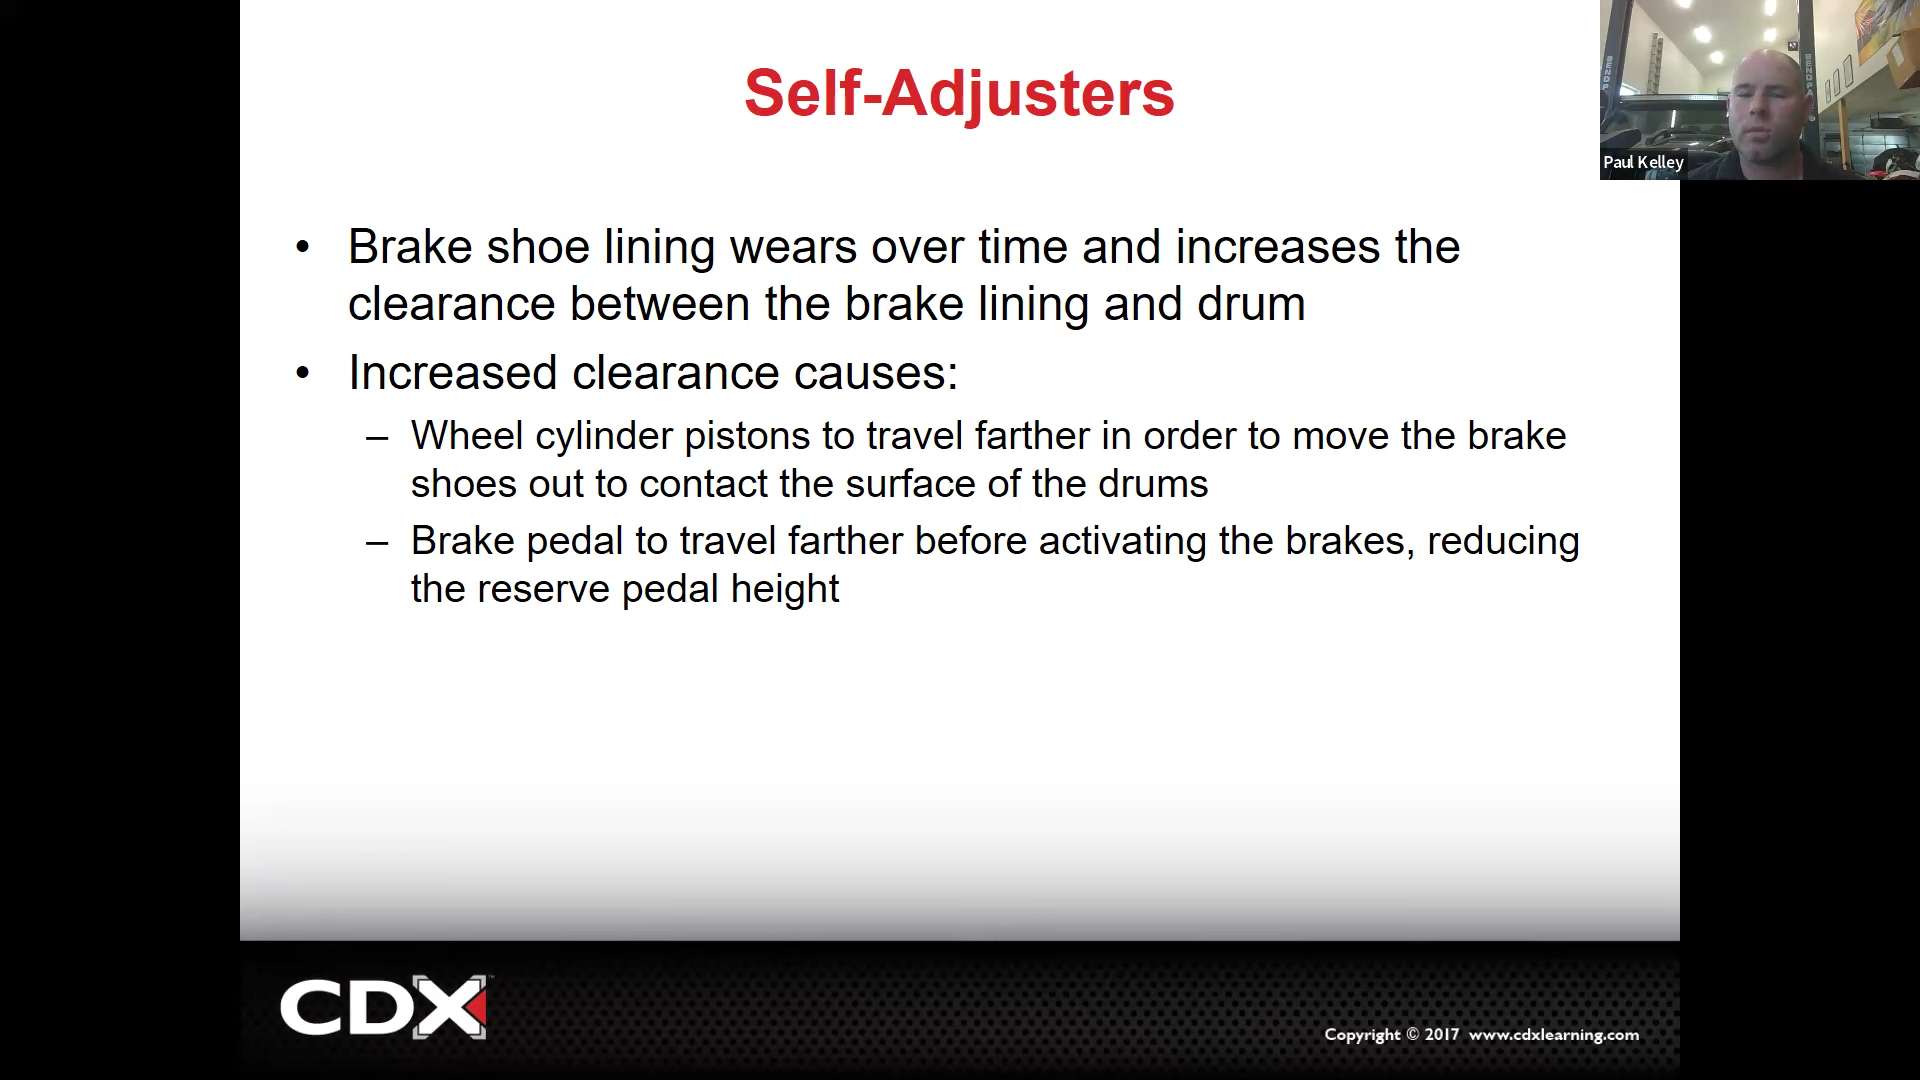 Self-Adjusters
Paul Kelley
• Brake shoe lining wears over time and increases the
clearance between the brake lining and drum
• Increased clearance causes:
– Wheel cylinder pistons to travel farther in order to move the brake
shoes out to contact the surface of the drums
– Brake pedal to travel farther before activating the brakes, reducing
the reserve pedal height
CDX
Copyright © 2017 www.cdxlearning.com